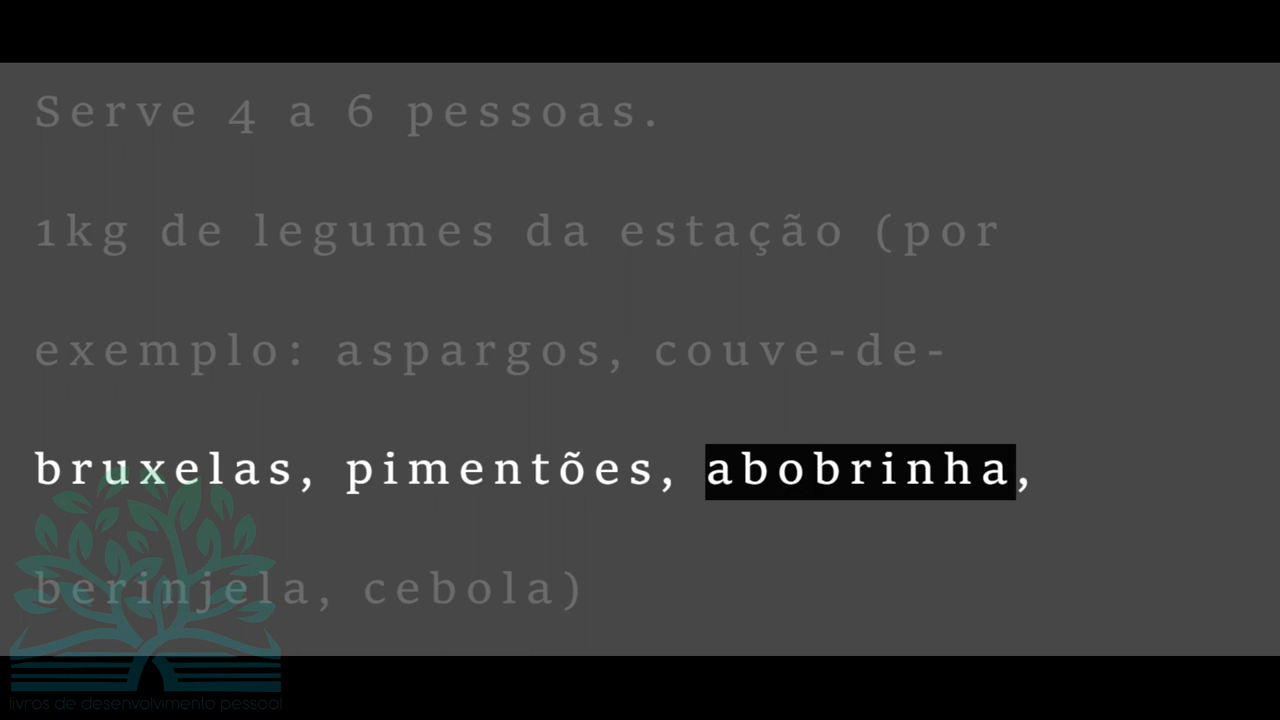 Serve 4 a 6 pessoas.
1kg de legumes da estação (por
exemplo: aspargos, couve-de-
bruxelas, pimentões, abobrinha,
berinjela, cebola)
livros de desenvolvimento pessoal